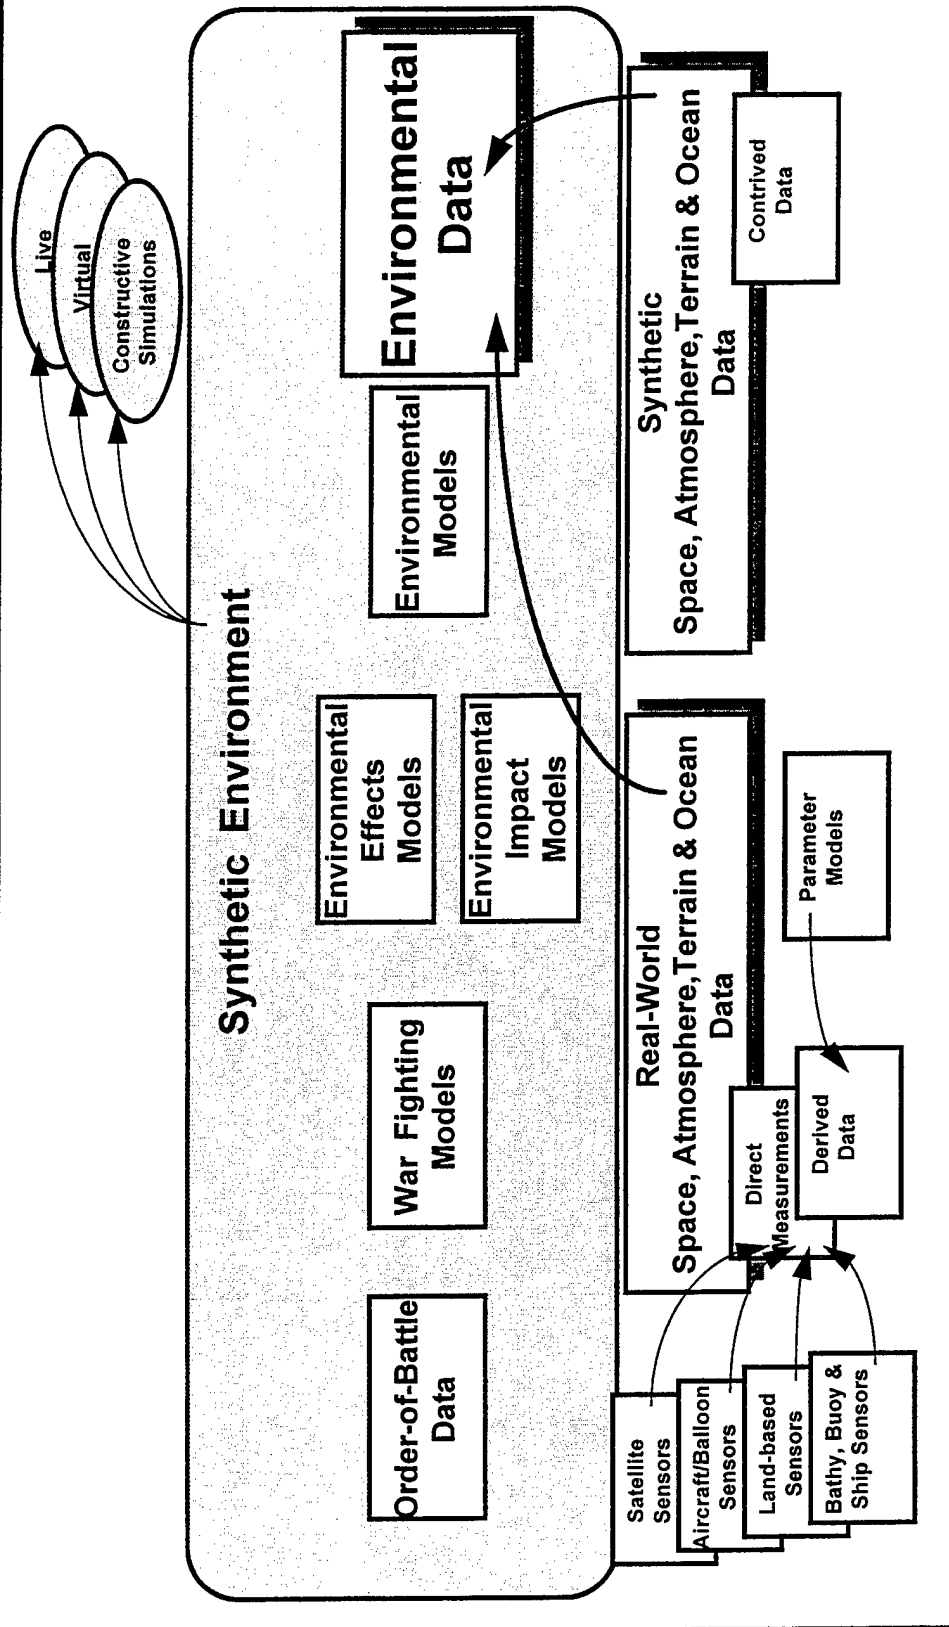 Live
Virtual
Constructive
Simulations
Synthetic Environment
Order-of-Battle
Data
War Fighting
Models
Environmental
Effects
Models
Environmental
Impact
Models
Environmental
Models
Environmental
Data
Real-World
Space, Atmosphere,Terrain & Ocean
Data
Synthetic
Space, Atmosphere,Terrain & Ocean
Data
Contrived
Data
Satellite
Sensors
Aircraft/Balloon
Sensors
Land-based
Sensors
Bathy, Buoy &
Ship Sensors
Direct
Measurements
Derived
Data
Parameter
Models